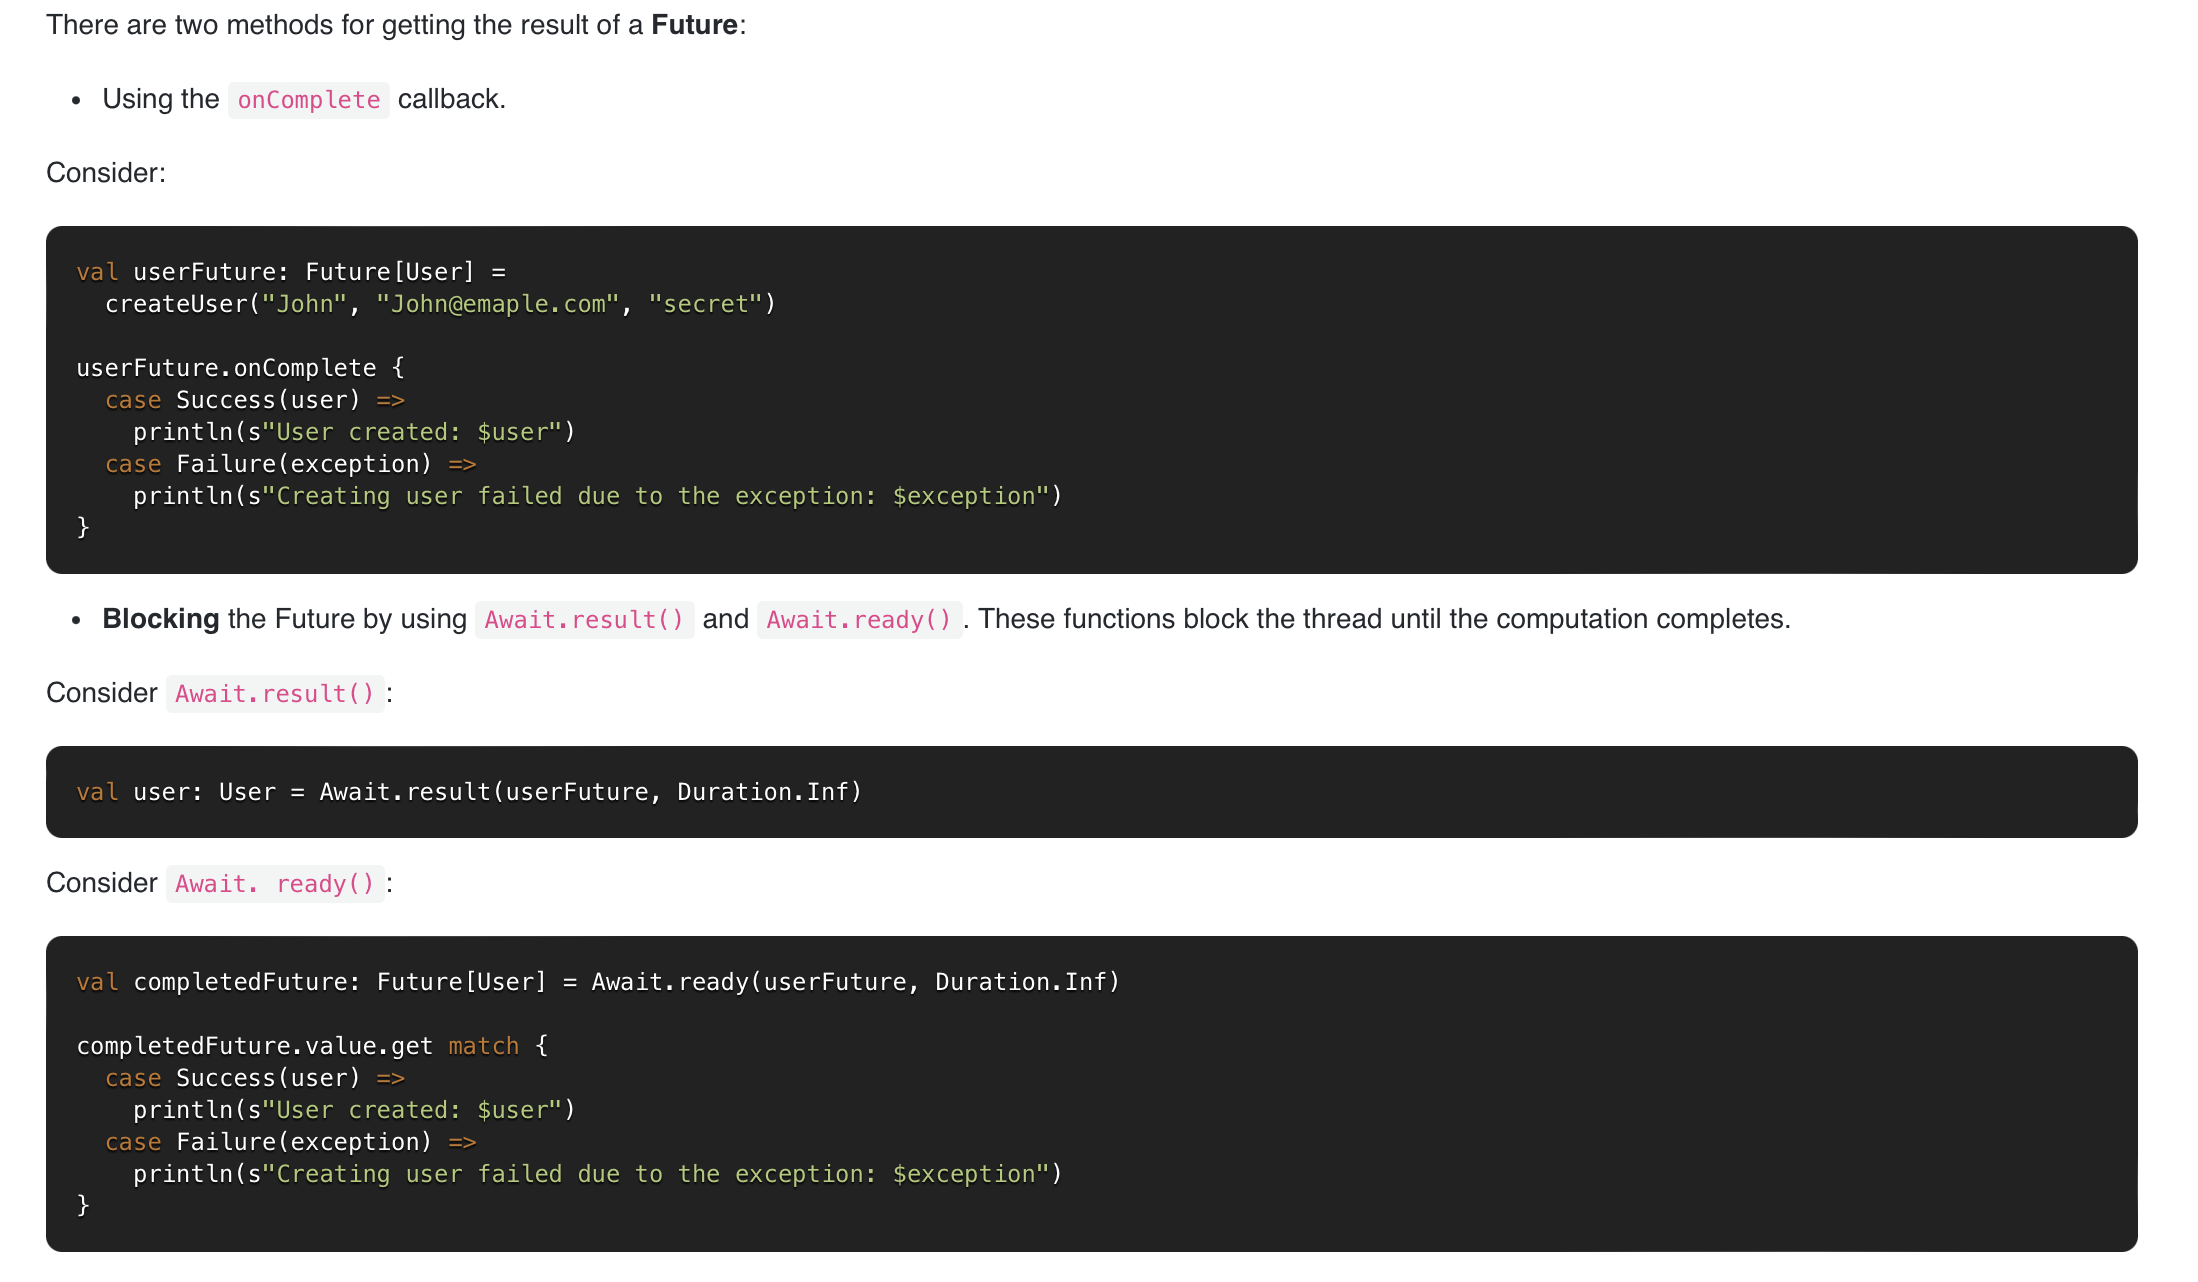 There are two methods for getting the result of a Future:
• Using the onComplete callback.
Consider:
val userFuture: Future[User] =
  createUser("John", "John@emaple.com", "secret")
userFuture.onComplete {
  case Success(user) =>
    println(s"User created: $user")
  case Failure(exception) =>
    println(s"Creating user failed due to the exception: $exception")
}
• Blocking the Future by using Await.result() and Await.ready(). These functions block the thread until the computation completes.
Consider Await.result():
val user: User = Await.result(userFuture, Duration.Inf)
Consider Await. ready():
val completedFuture: Future[User] = Await.ready(userFuture, Duration.Inf)
completedFuture.value.get match {
  case Success(user) =>
    println(s"User created: $user")
  case Failure(exception) =>
    println(s"Creating user failed due to the exception: $exception")
}